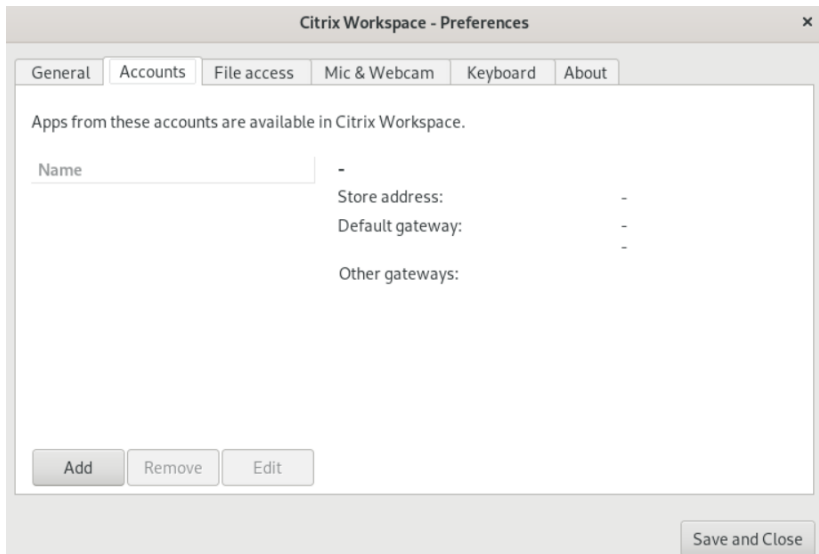 Citrix Workspace - Preferences ×
General Accounts File access Mic & Webcam Keyboard About
Apps from these accounts are available in Citrix Workspace.
Name -
Store address: -
Default gateway: -
-
Other gateways:
Add Remove Edit
Save and Close